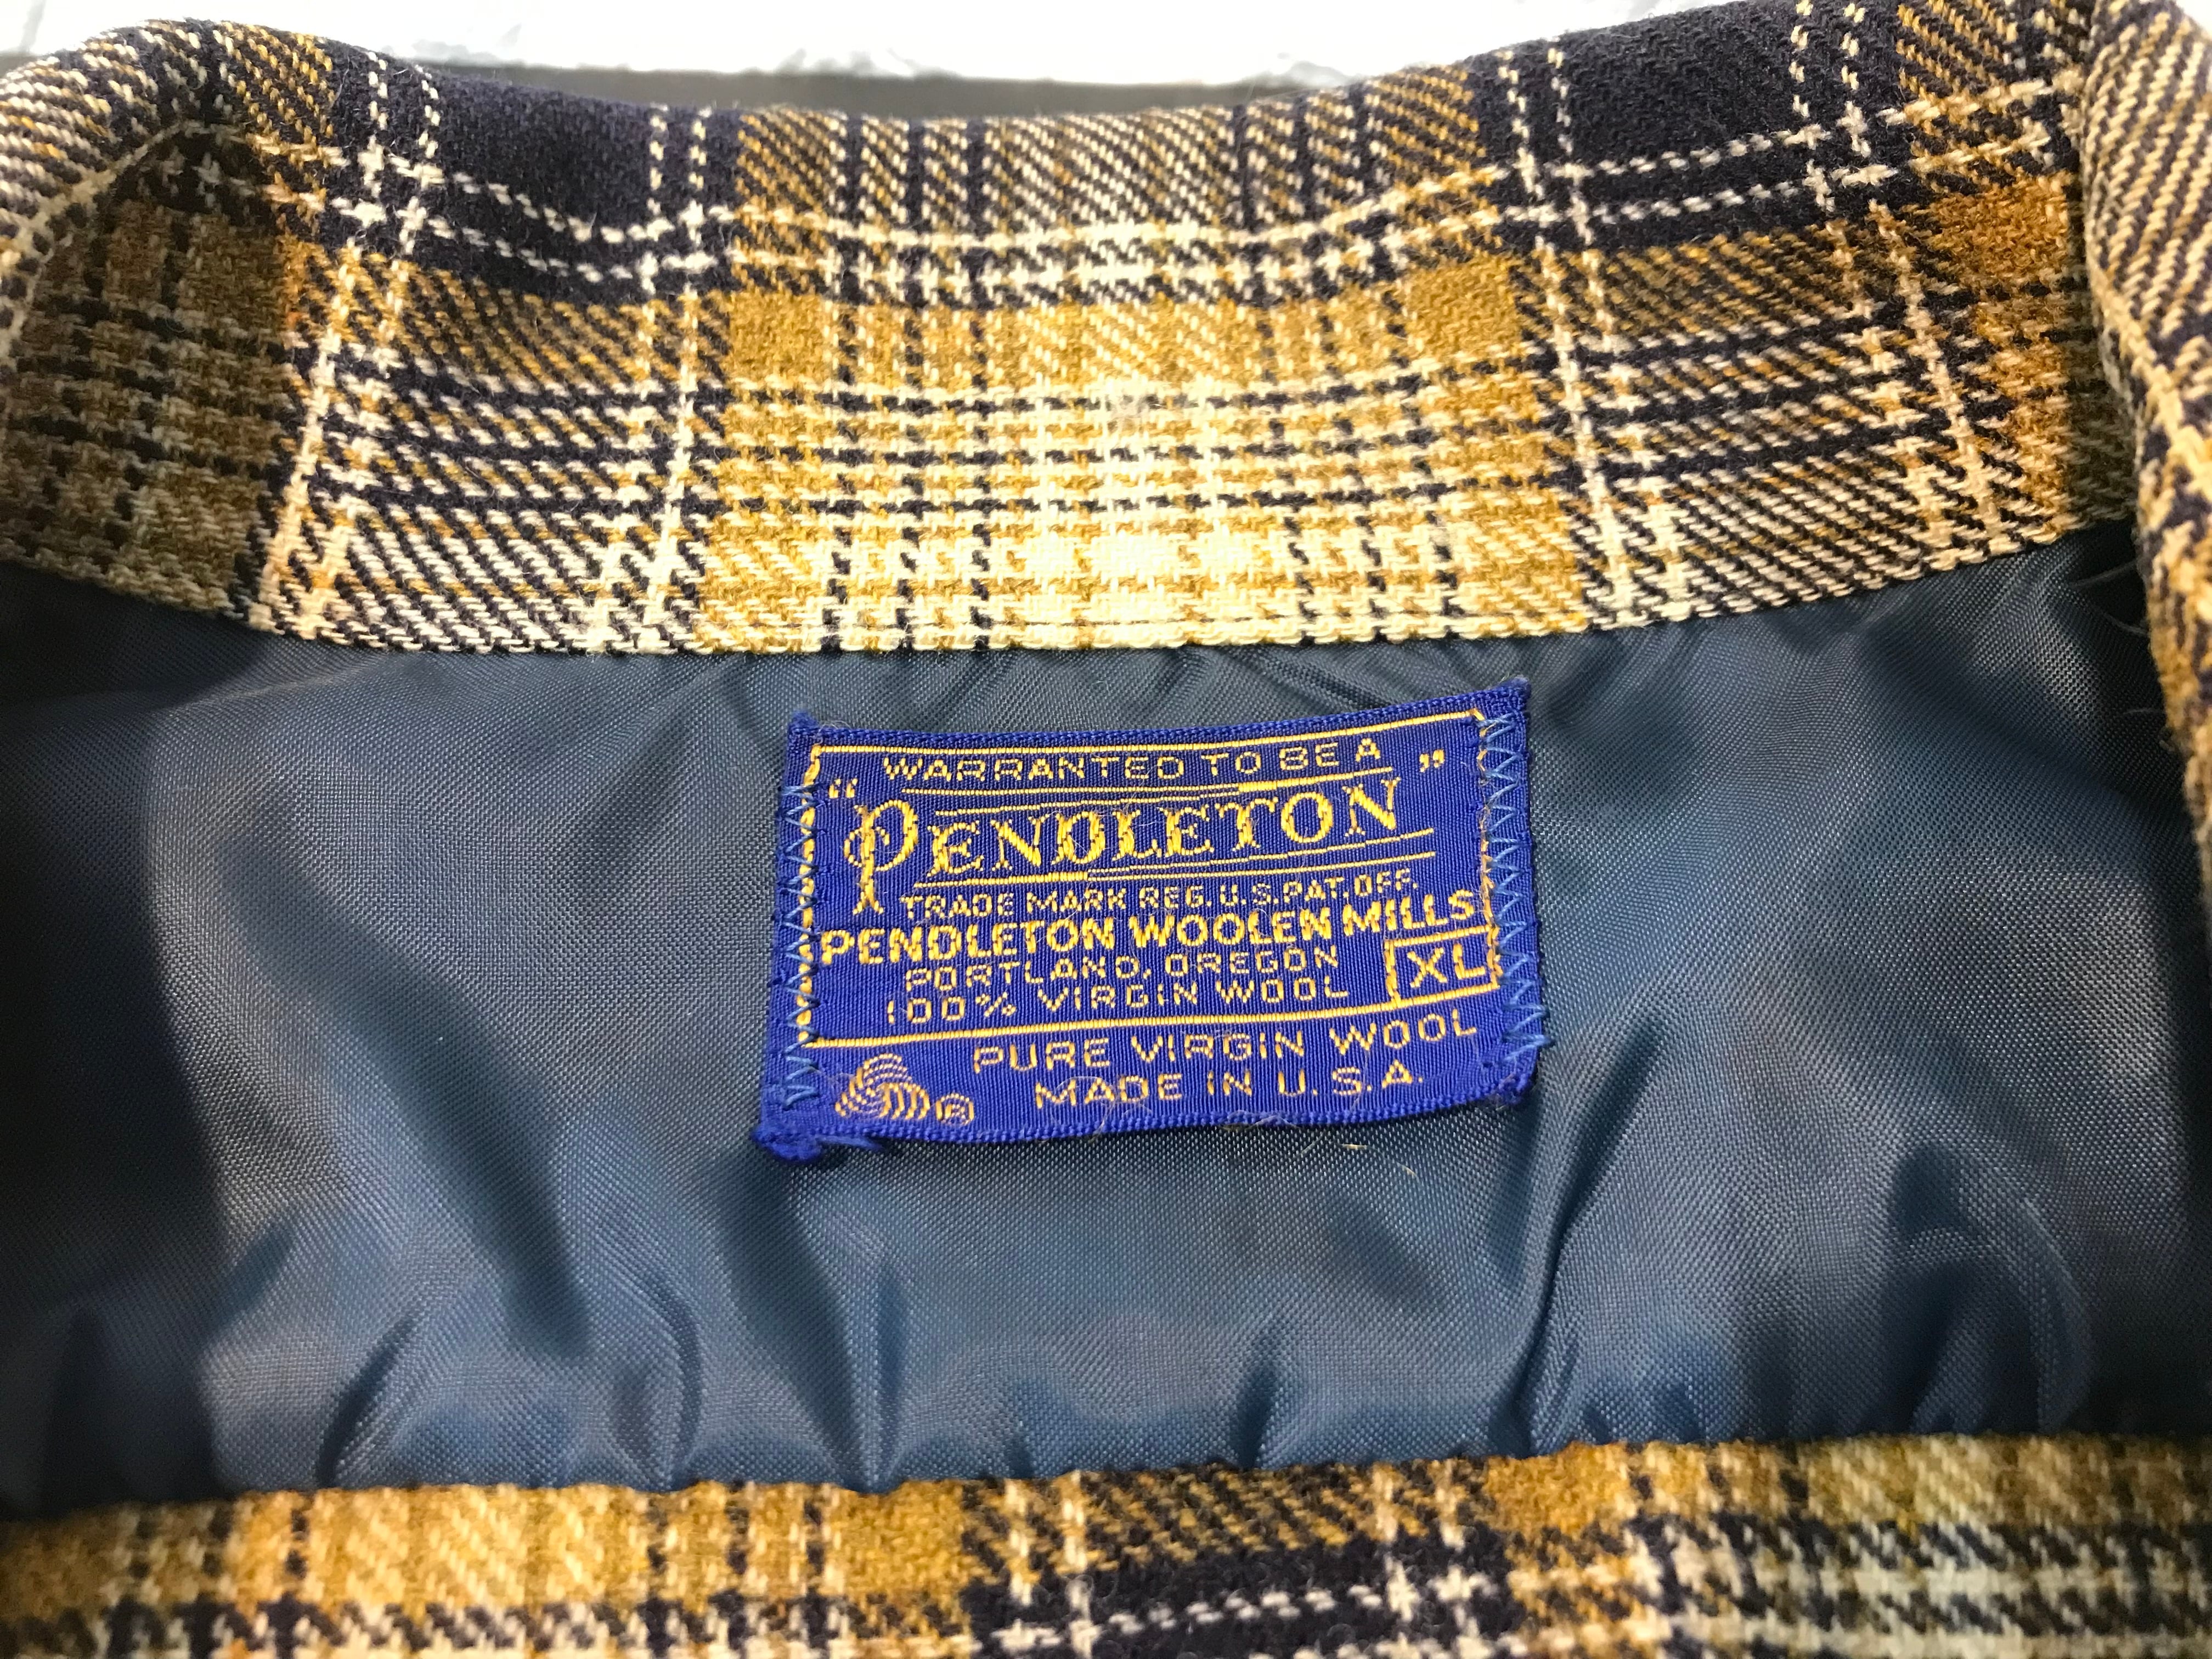 WARRANTED TO BE A
"PENDLETON"
TRADE MARK REG. U.S. PAT. OFF.
PENDLETON WOOLEN MILLS
PORTLAND, OREGON
100% VIRGIN WOOL
XL
PURE VIRGIN WOOL
® MADE IN U.S.A.